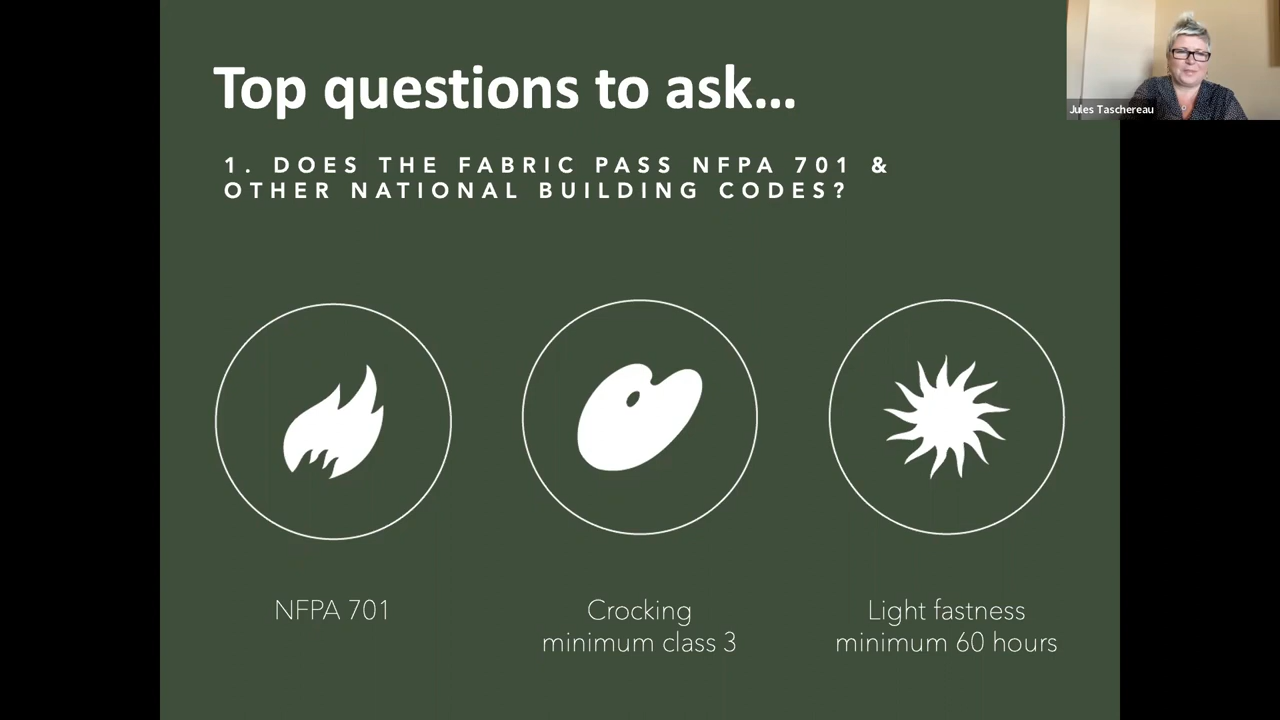 Top questions to ask...
1. DOES THE FABRIC PASS NFPA 701 &
OTHER NATIONAL BUILDING CODES?
NFPA 701
Crocking
minimum class 3
Light fastness
minimum 60 hours
Jules Taschereau